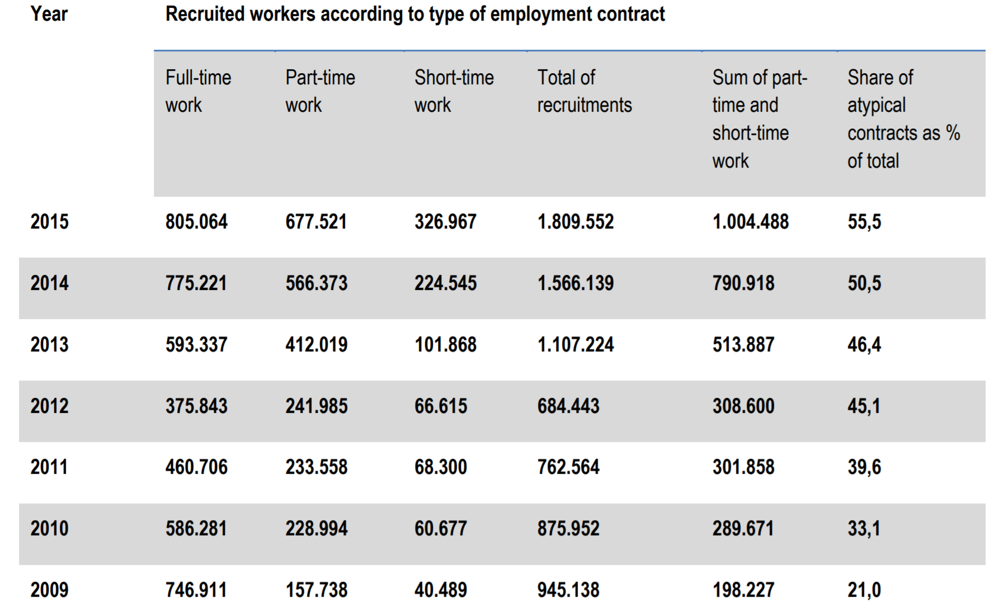 Year Recruited workers according to type of employment contract
Full-time work Part-time work Short-time work Total of recruitments Sum of part-time and short-time work Share of atypical contracts as % of total
2015 805.064 677.521 326.967 1.809.552 1.004.488 55,5
2014 775.221 566.373 224.545 1.566.139 790.918 50,5
2013 593.337 412.019 101.868 1.107.224 513.887 46,4
2012 375.843 241.985 66.615 684.443 308.600 45,1
2011 460.706 233.558 68.300 762.564 301.858 39,6
2010 586.281 228.994 60.677 875.952 289.671 33,1
2009 746.911 157.738 40.489 945.138 198.227 21,0